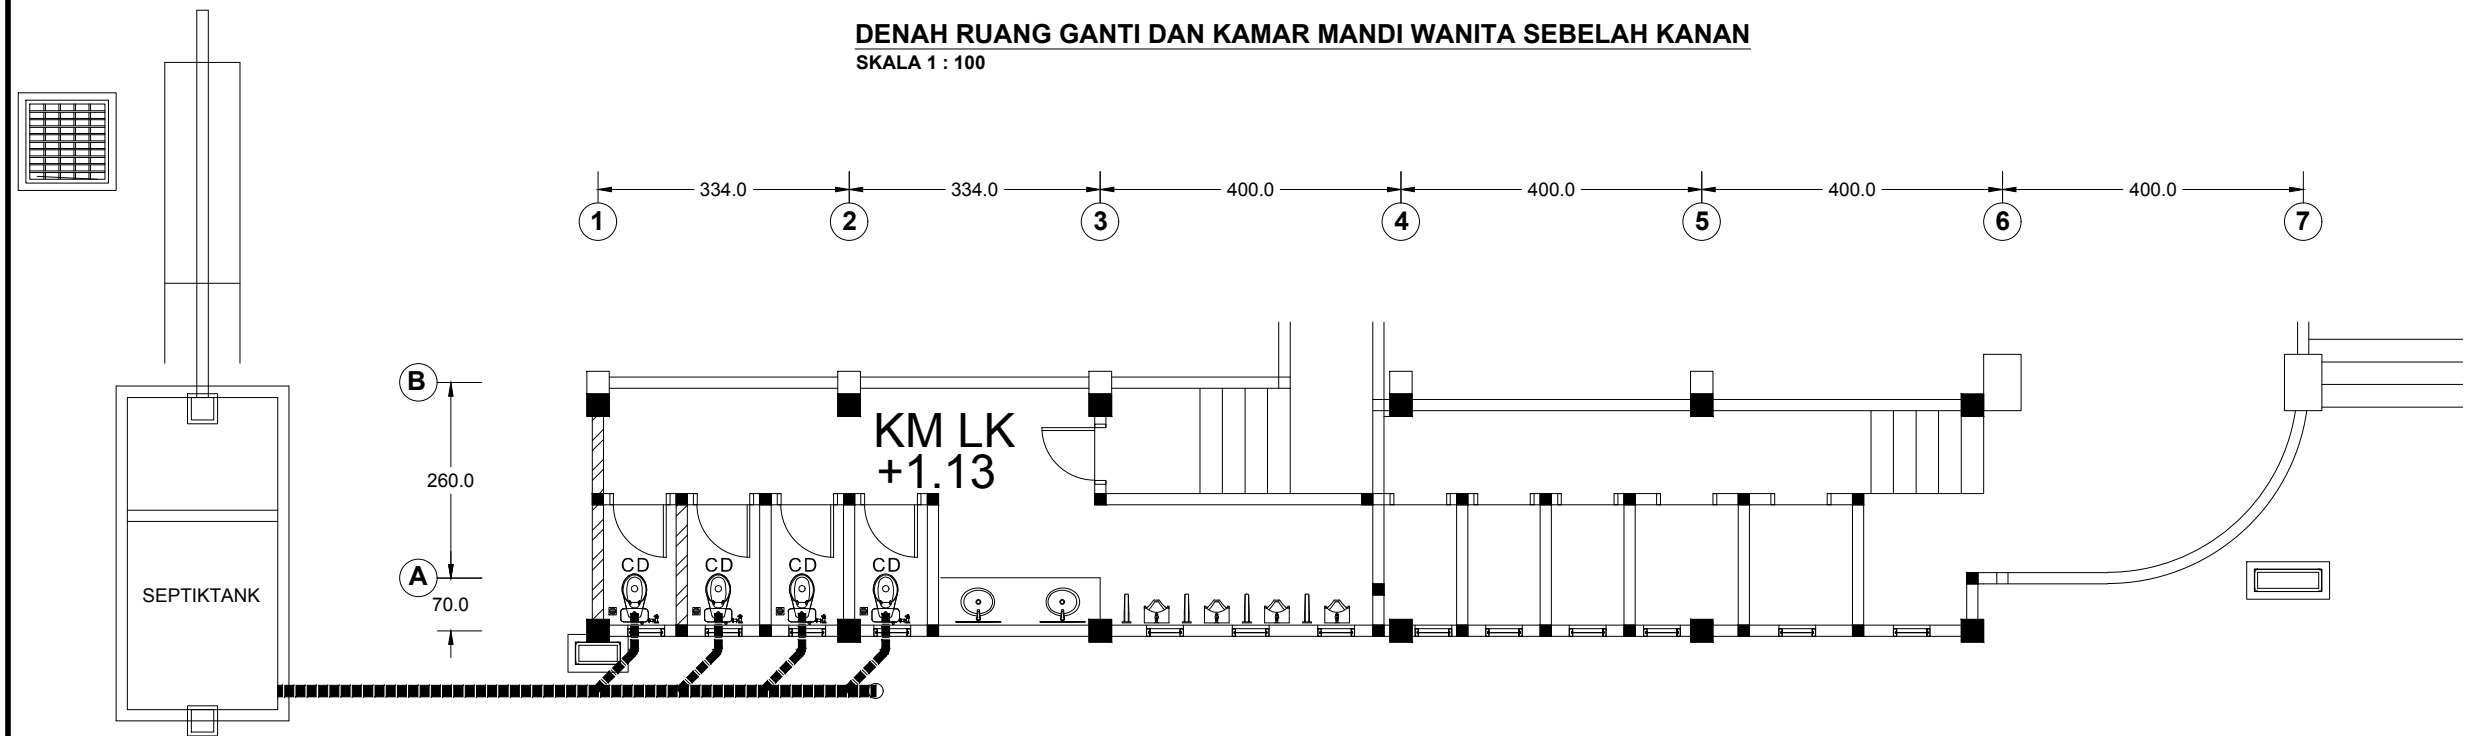 DENAH RUANG GANTI DAN KAMAR MANDI WANITA SEBELAH KANAN
SKALA 1 : 100
334.0 334.0 400.0 400.0 400.0 400.0
1 2 3 4 5 6 7
B
KM LK
+1.13
260.0
CD CD CD CD
A
SEPTIKTANK
70.0